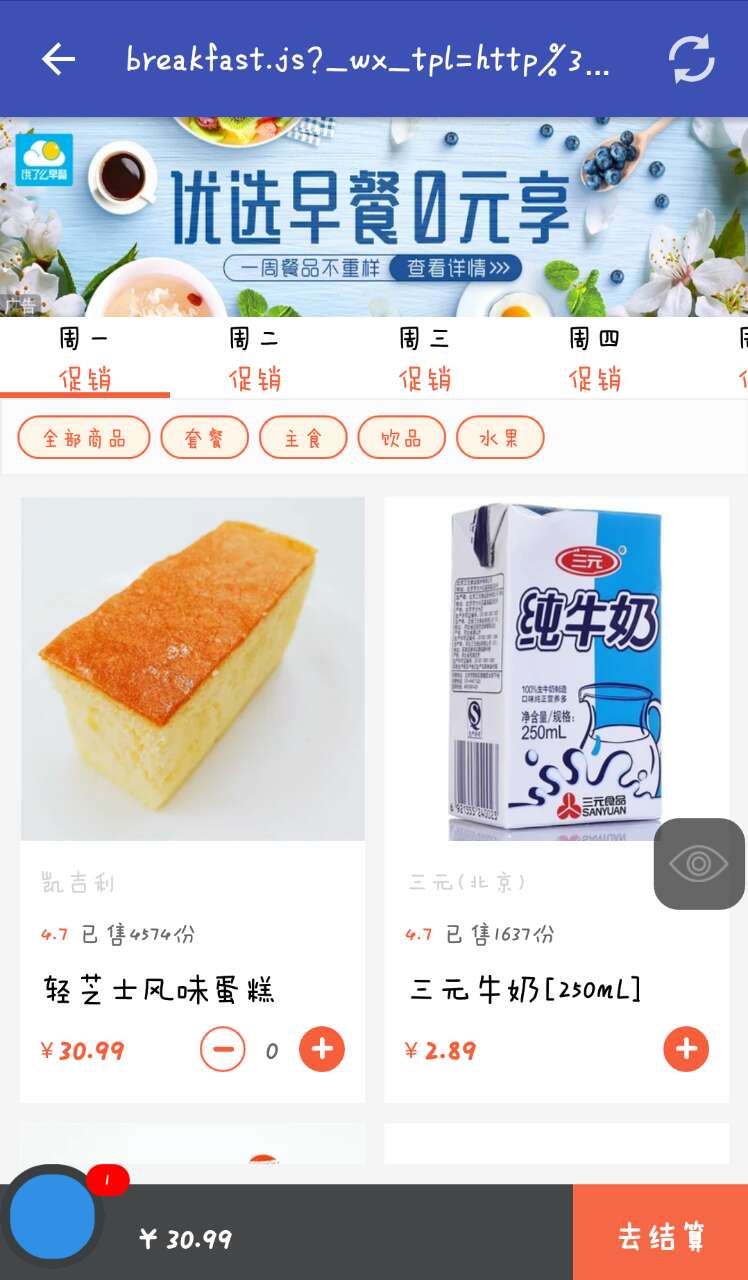 breakfast.js?_wx_tpl=http%3...
饿了么早餐
优选早餐0元享
一周餐品不重样 查看详情>>>
广告
周一 周二 周三 周四
促销 促销 促销 促销
全部商品 套餐 主食 饮品 水果
三元
纯牛奶
100%生牛奶制造
口味纯正营养多
净含量/规格:
250mL
三元食品
SANYUAN
凯吉利
4.7 已售4574份
轻芝士风味蛋糕
¥30.99 0
三元(北京)
4.7 已售1637份
三元牛奶[250mL]
¥2.89
1
¥30.99
去结算